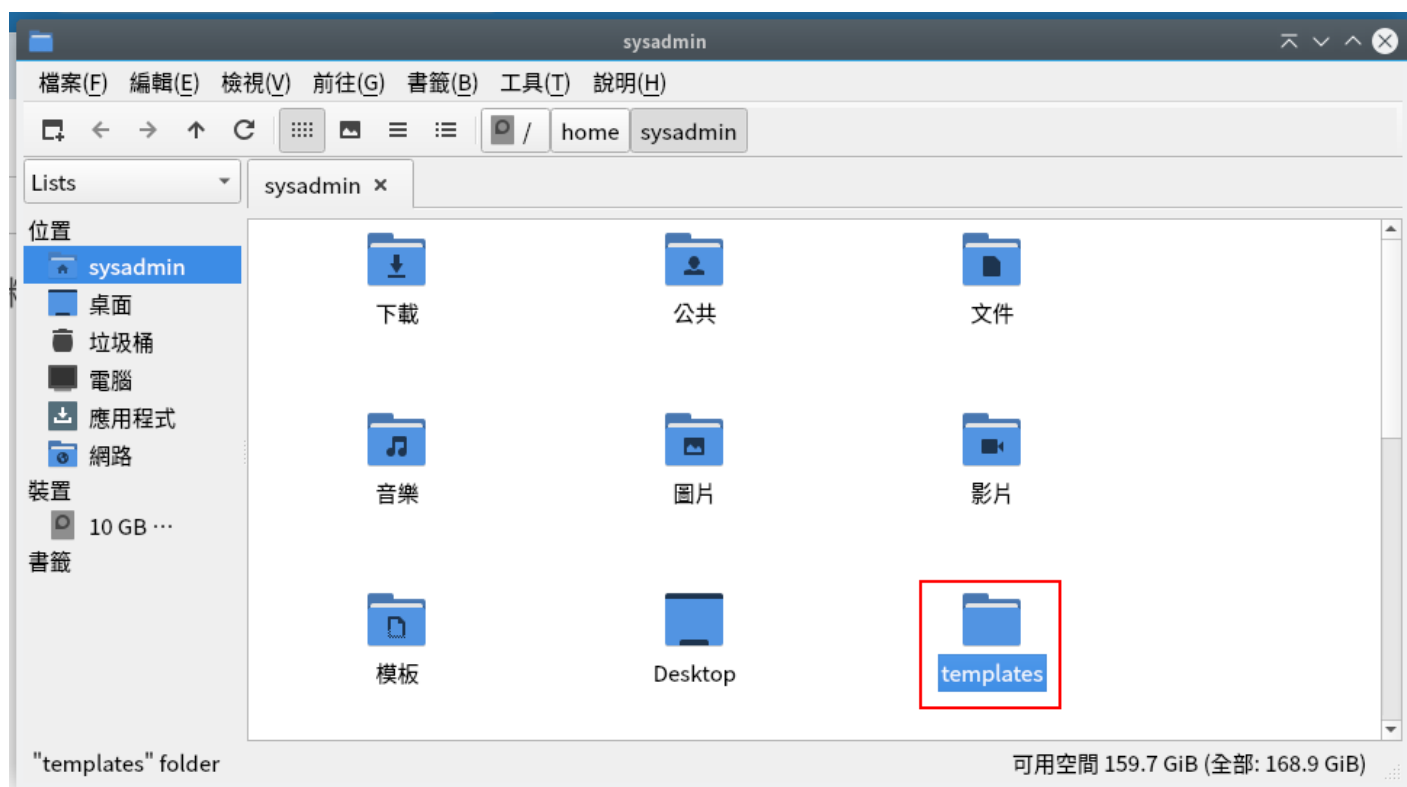 sysadmin
檔案(F) 編輯(E) 檢視(V) 前往(G) 書籤(B) 工具(T) 說明(H)
/ home sysadmin
Lists
sysadmin
位置
sysadmin
桌面
垃圾桶
電腦
應用程式
網路
裝置
10 GB …
書籤
下載 公共 文件
音樂 圖片 影片
模板 Desktop templates
"templates" folder
可用空間 159.7 GiB (全部: 168.9 GiB)